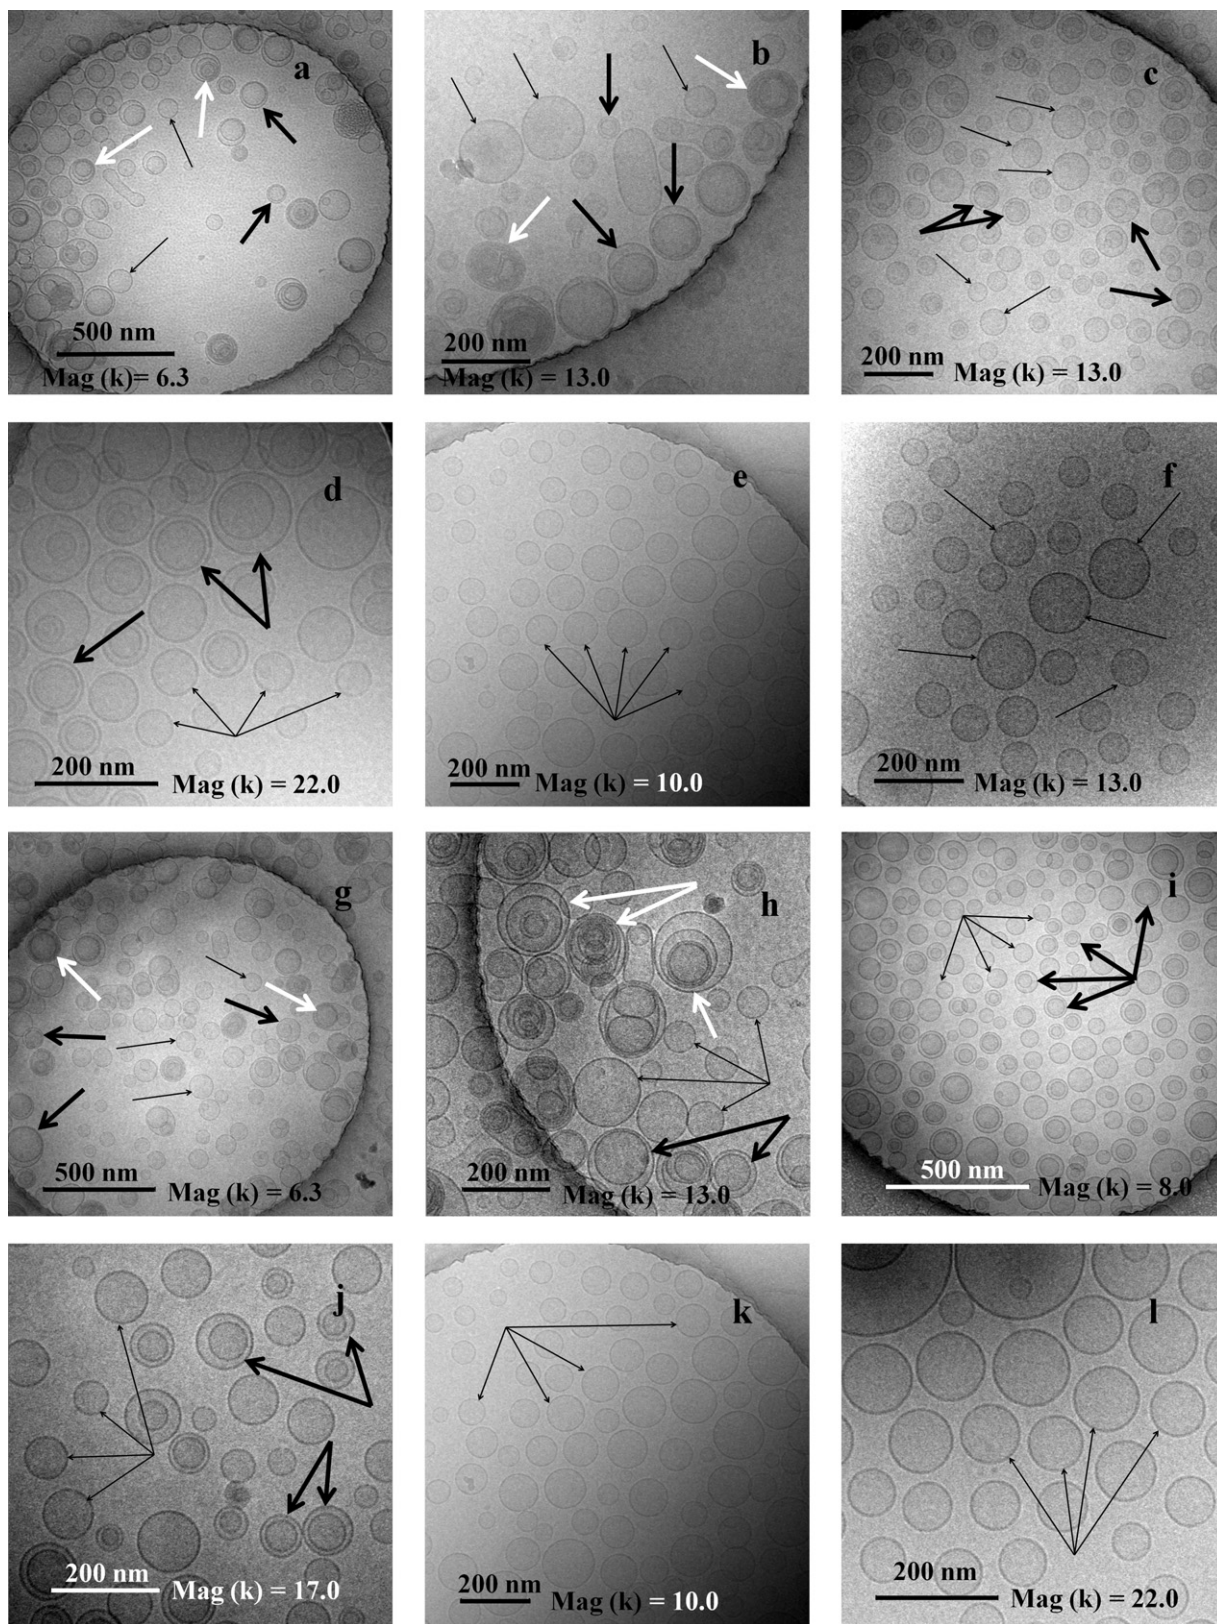 a
500 nm
Mag (k)= 6.3
b
200 nm
Mag (k) = 13.0
c
200 nm
Mag (k) = 13.0
d
200 nm
Mag (k) = 22.0
e
200 nm
Mag (k) = 10.0
f
Mag (k) = 13.0
g
500 nm
Mag (k) = 6.3
h
200 nm
Mag (k) = 13.0
i
500 nm
Mag (k) = 8.0
j
200 nm
Mag (k) = 17.0
k
200 nm
Mag (k) = 10.0
l
200 nm
Mag (k) = 22.0